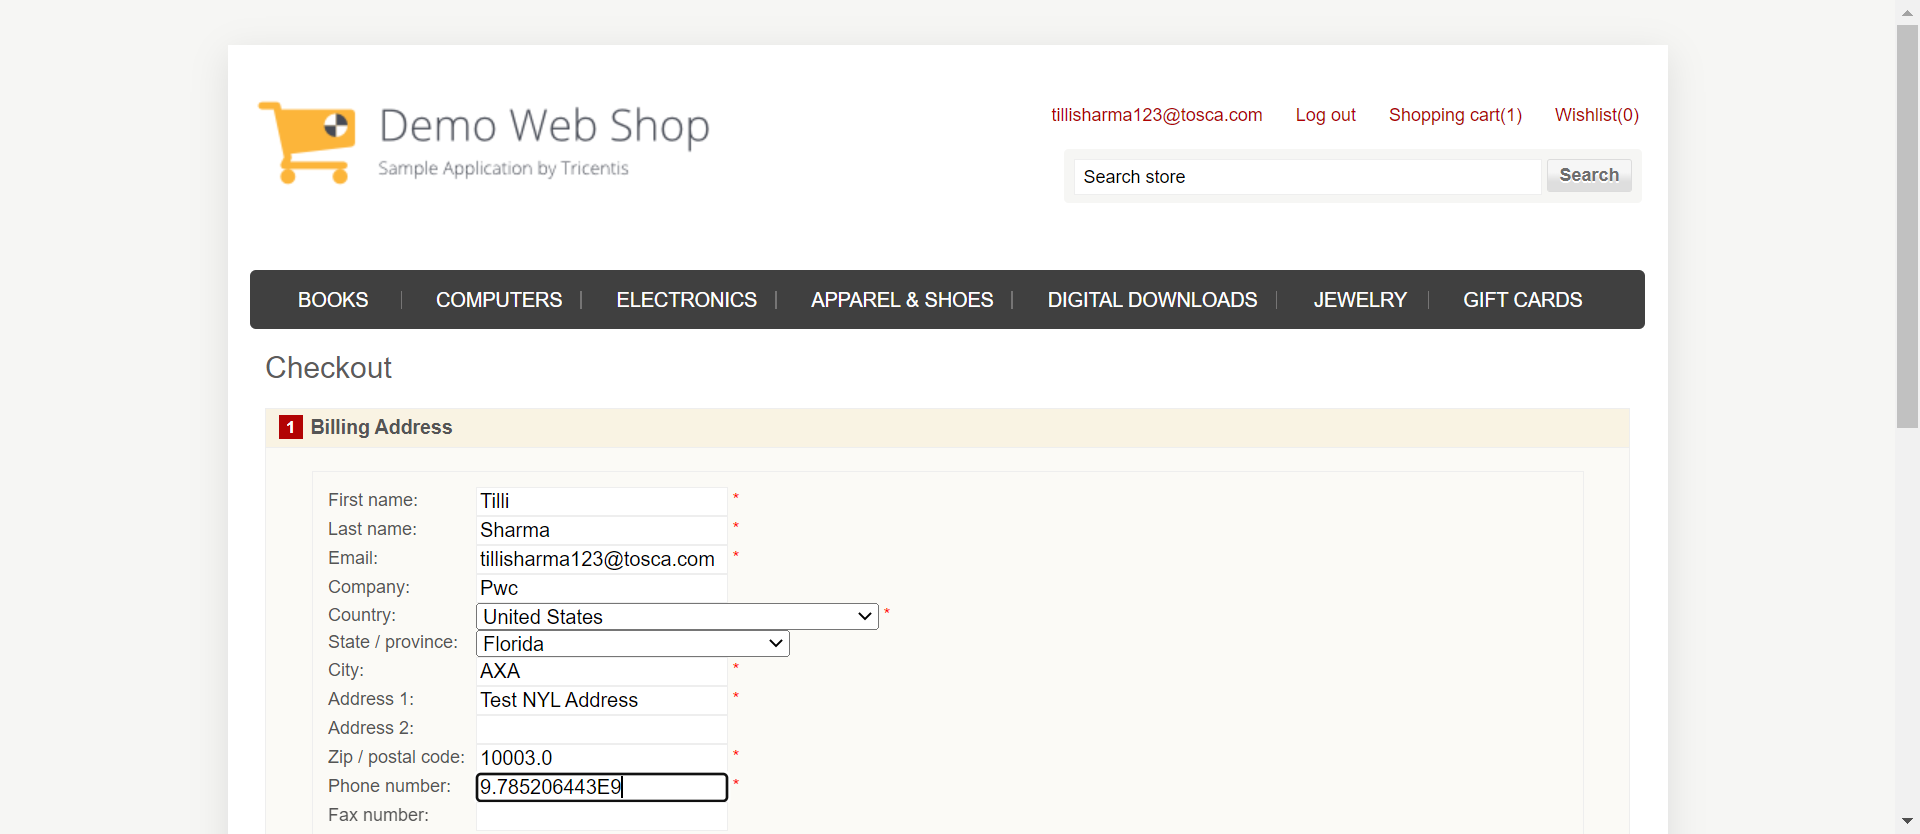 Demo Web Shop
Sample Application by Tricentis
tillisharma123@tosca.com Log out Shopping cart(1) Wishlist(0)
Search store Search
BOOKS COMPUTERS ELECTRONICS APPAREL & SHOES DIGITAL DOWNLOADS JEWELRY GIFT CARDS
Checkout
1 Billing Address
First name: Tilli *
Last name: Sharma *
Email: tillisharma123@tosca.com *
Company: Pwc
Country: United States *
State / province: Florida
City: AXA *
Address 1: Test NYL Address *
Address 2:
Zip / postal code: 10003.0 *
Phone number: 9.785206443E9 *
Fax number: